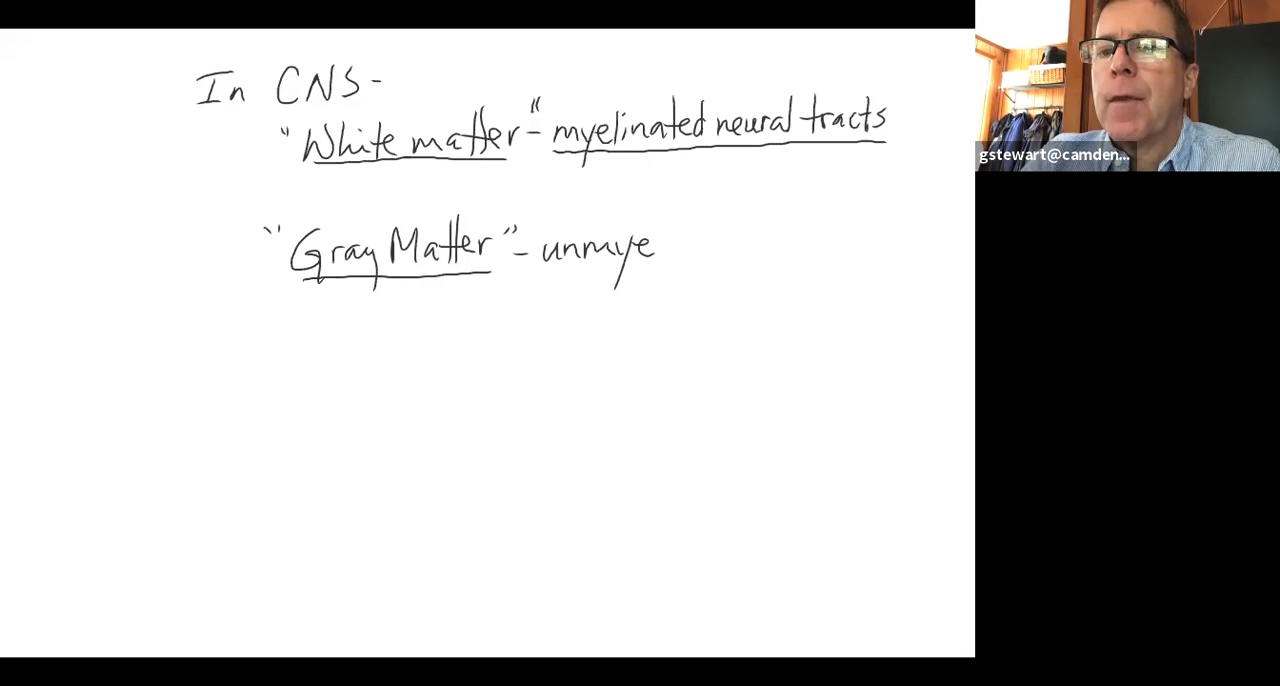 In CNS-
"White matter-" myelinated neural tracts
"Gray Matter"- unmye
gstewart@camden...